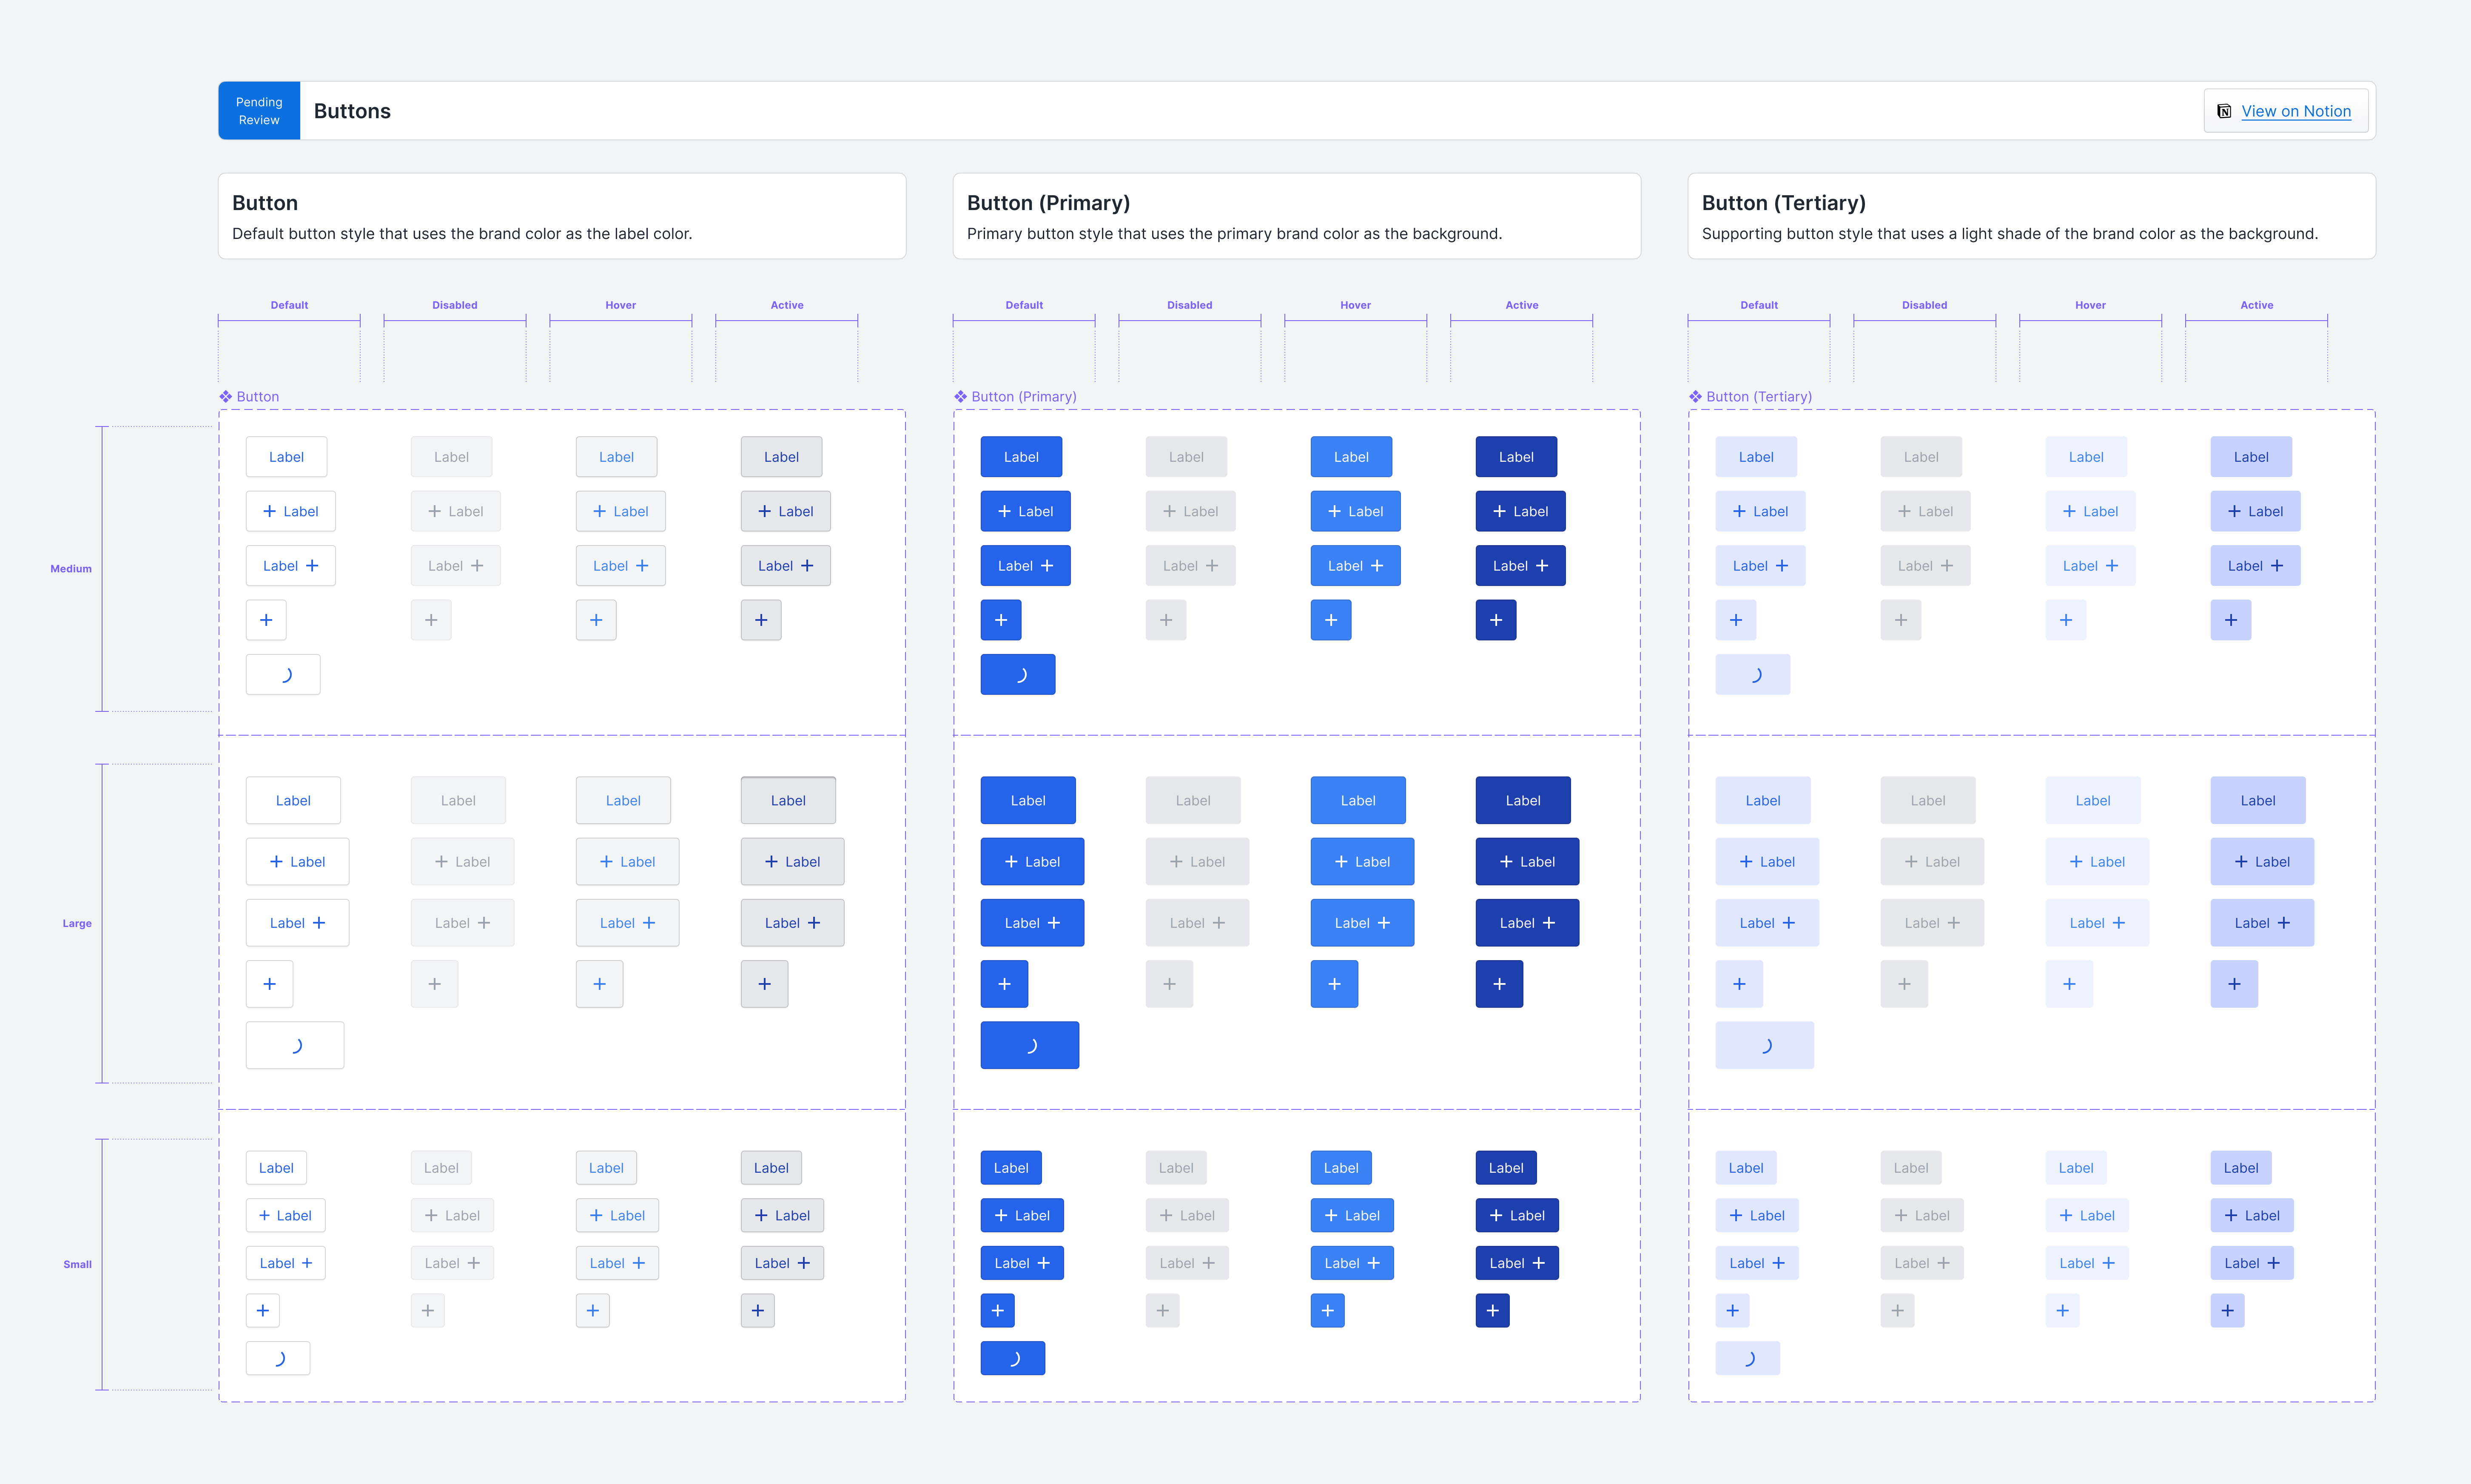 Pending
Review
Buttons
View on Notion
Button
Default button style that uses the brand color as the label color.
Button (Primary)
Primary button style that uses the primary brand color as the background.
Button (Tertiary)
Supporting button style that uses a light shade of the brand color as the background.
Default Disabled Hover Active Default Disabled Hover Active Default Disabled Hover Active
Button Button (Primary) Button (Tertiary)
Label Label Label Label Label Label Label Label Label Label Label Label
+ Label + Label + Label + Label + Label + Label + Label + Label + Label + Label + Label + Label
Medium
Label + Label + Label + Label + Label + Label + Label + Label + Label + Label + Label + Label +
+ + + + + + + + + + + +
Label Label Label Label Label Label Label Label Label Label Label Label
+ Label + Label + Label + Label + Label + Label + Label + Label + Label + Label + Label + Label
Large
Label + Label + Label + Label + Label + Label + Label + Label + Label + Label + Label + Label +
+ + + + + + + + + + + +
Label Label Label Label Label Label Label Label Label Label Label Label
+ Label + Label + Label + Label + Label + Label + Label + Label + Label + Label + Label + Label
Small
Label + Label + Label + Label + Label + Label + Label + Label + Label + Label + Label + Label +
+ + + + + + + + + + + +